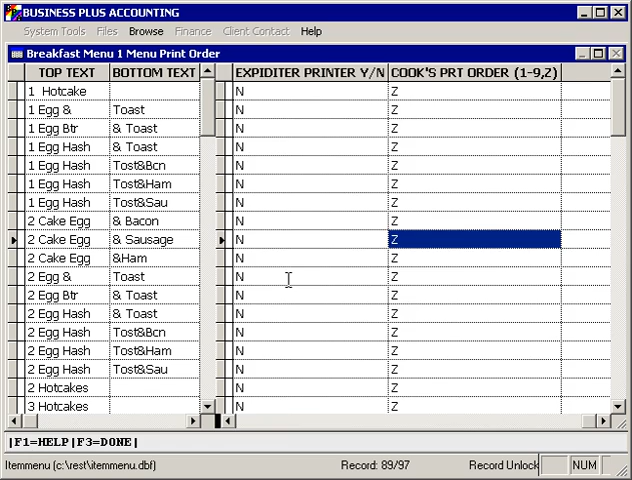 BUSINESS PLUS ACCOUNTING
System Tools Files Browse Finance Client Contact Help
Breakfast Menu 1 Menu Print Order
TOP TEXT BOTTOM TEXT EXPIDITER PRINTER Y/N COOK'S PRT ORDER (1-9,Z)
1 Hotcake N Z
1 Egg & Toast N Z
1 Egg Btr & Toast N Z
1 Egg Hash & Toast N Z
1 Egg Hash Tost&Bcn N Z
1 Egg Hash Tost&Ham N Z
1 Egg Hash Tost&Sau N Z
2 Cake Egg & Bacon N Z
2 Cake Egg & Sausage N Z
2 Cake Egg &Ham N Z
2 Egg & Toast N Z
2 Egg Btr & Toast N Z
2 Egg Hash & Toast N Z
2 Egg Hash Tost&Bcn N Z
2 Egg Hash Tost&Ham N Z
2 Egg Hash Tost&Sau N Z
2 Hotcakes N Z
3 Hotcakes N Z
|F1=HELP|F3=DONE|
Itemmenu (c:\rest\itemmenu.dbf) Record: 89/97 Record Unlock NUM